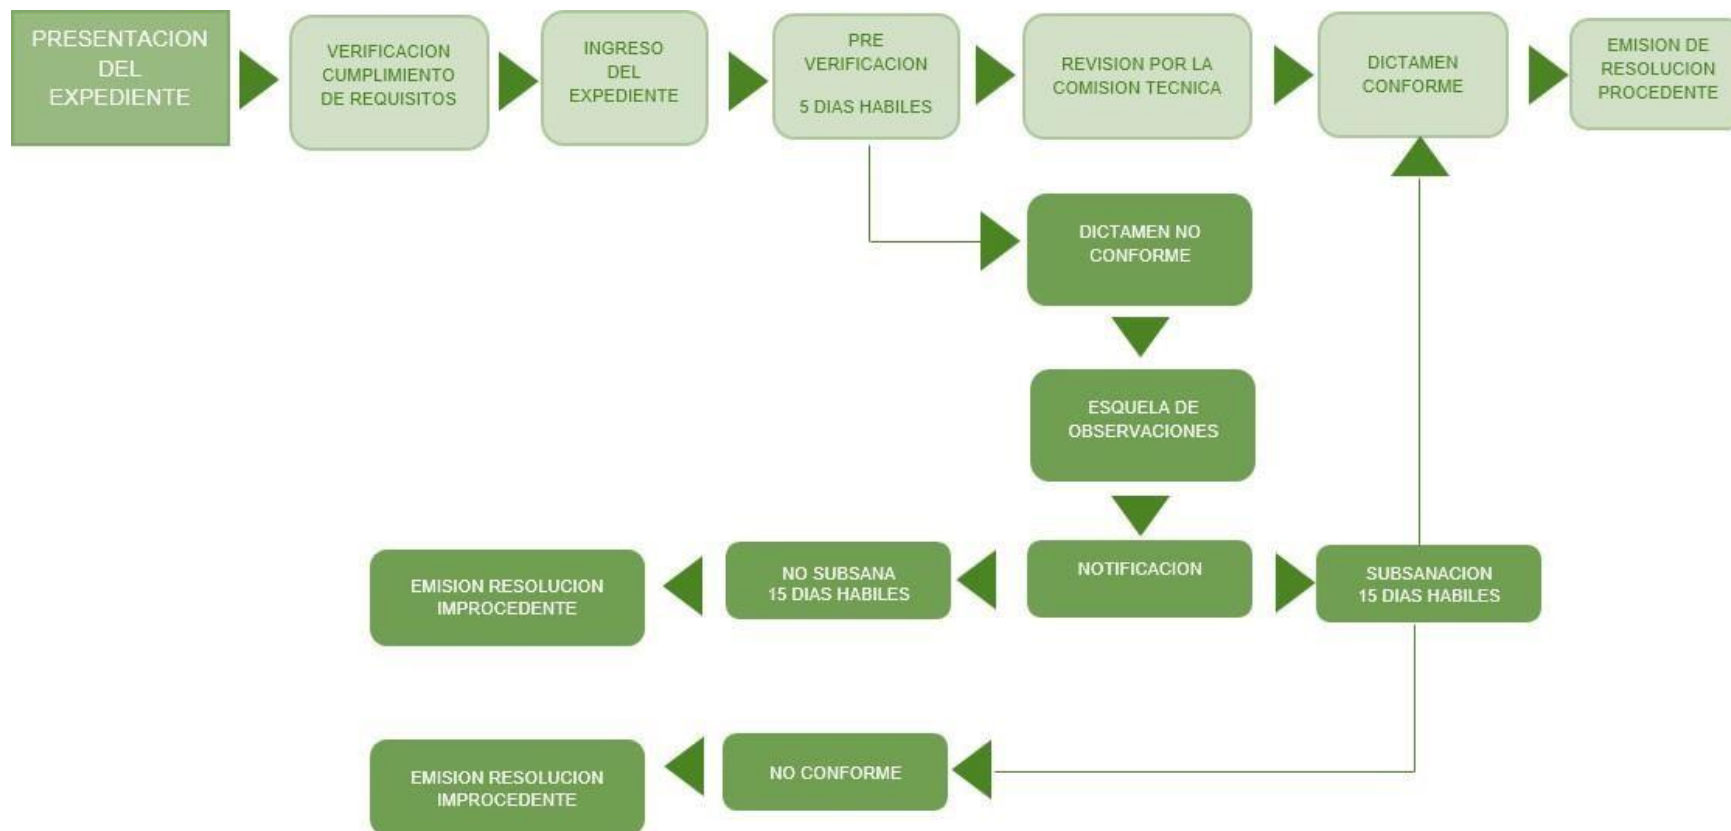 PRESENTACION
DEL
EXPEDIENTE
VERIFICACION
CUMPLIMIENTO
DE REQUISITOS
INGRESO
DEL
EXPEDIENTE
PRE
VERIFICACION
5 DIAS HABILES
REVISION POR LA
COMISION TECNICA
DICTAMEN
CONFORME
EMISION DE
RESOLUCION
PROCEDENTE
DICTAMEN NO
CONFORME
ESQUELA DE
OBSERVACIONES
EMISION RESOLUCION
IMPROCEDENTE
NO SUBSANA
15 DIAS HABILES
NOTIFICACION
SUBSANACION
15 DIAS HABILES
EMISION RESOLUCION
IMPROCEDENTE
NO CONFORME